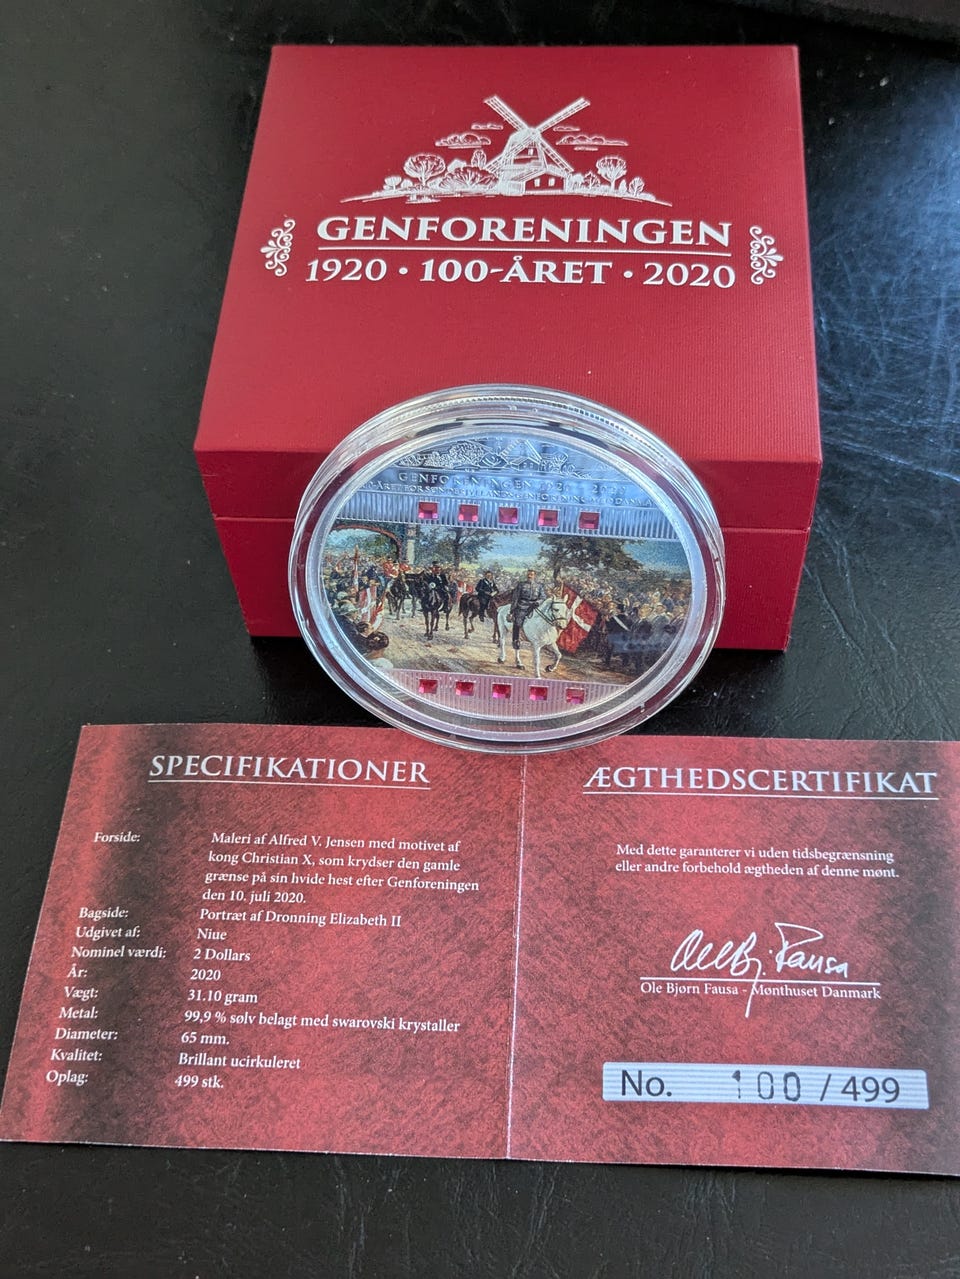 GENFORENINGEN
1920 • 100-ÅRET • 2020
GENFORENINGEN
SPECIFIKATIONER
Forside: Maleri af Alfred V. Jensen med motivet af
kong Christian X, som krydser den gamle
grænse på sin hvide hest efter Genforeningen
den 10. juli 2020.
Bagside: Portræt af Dronning Elizabeth II
Udgivet af: Niue
Nominel værdi: 2 Dollars
År: 2020
Vægt: 31.10 gram
Metal: 99,9 % sølv belagt med swarovski krystaller
Diameter: 65 mm.
Kvalitet: Brillant ucirkuleret
Oplag: 499 stk.
ÆGTHEDSCERTIFIKAT
Med dette garanterer vi uden tidsbegrænsning
eller andre forbehold ægtheden af denne mønt.
Ole Bj. Fausa
Ole Bjørn Fausa - Mønthuset Danmark
No. 100 / 499